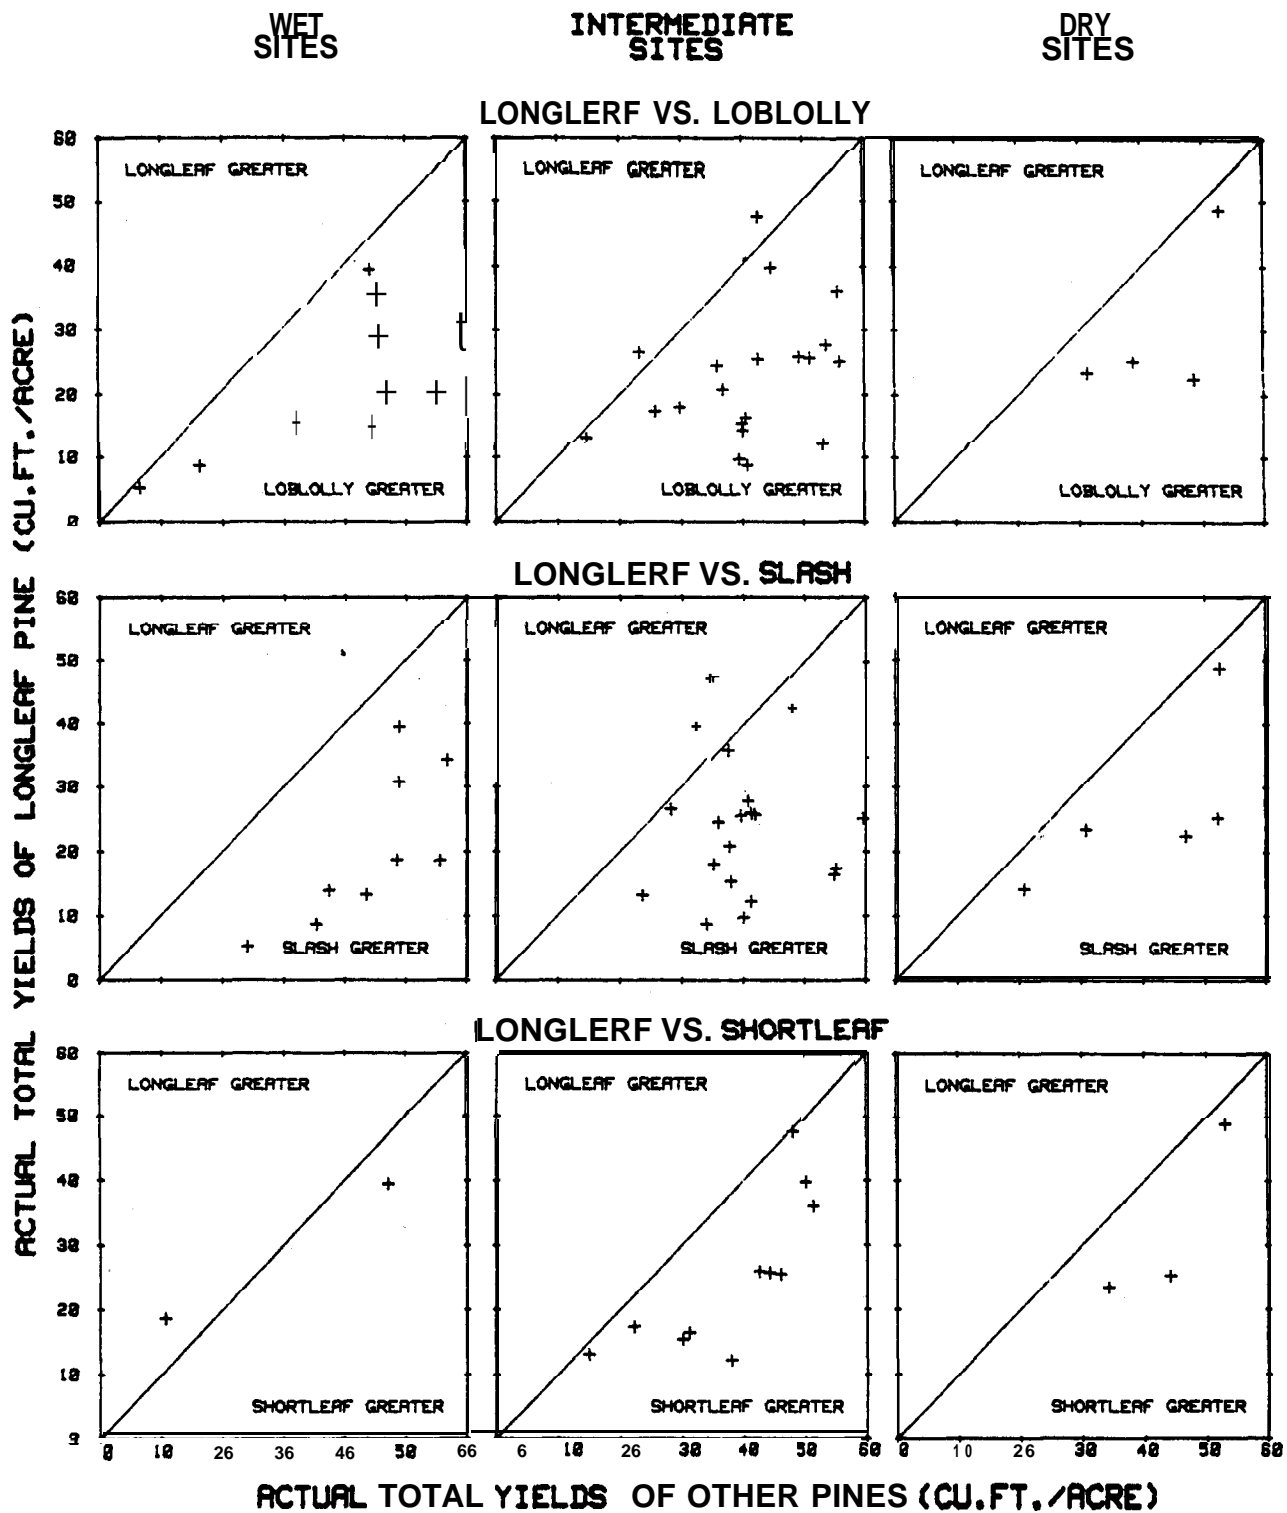 WET
SITES
INTERMEDIATE
SITES
DRY
SITES
LONGLERF VS. LOBLOLLY
60
50
40
30
20
10
0
LONGLEAF GREATER
LOBLOLLY GREATER
LONGLEAF GREATER
LOBLOLLY GREATER
LONGLEAF GREATER
LOBLOLLY GREATER
LONGLERF VS. SLASH
60
50
40
30
20
10
0
LONGLEAF GREATER
SLASH GREATER
LONGLEAF GREATER
SLASH GREATER
LONGLEAF GREATER
SLASH GREATER
LONGLERF VS. SHORTLEAF
60
50
40
30
20
10
LONGLEAF GREATER
SHORTLEAF GREATER
LONGLEAF GREATER
SHORTLEAF GREATER
LONGLEAF GREATER
SHORTLEAF GREATER
0 10 26 36 46 50 66
6 10 26 30 40 50 60
0 10 26 30 40 50 60
ACTUAL TOTAL YIELDS OF OTHER PINES (CU.FT./ACRE)
ACTUAL TOTAL YIELDS OF LONGLEAF PINE (CU.FT./ACRE)